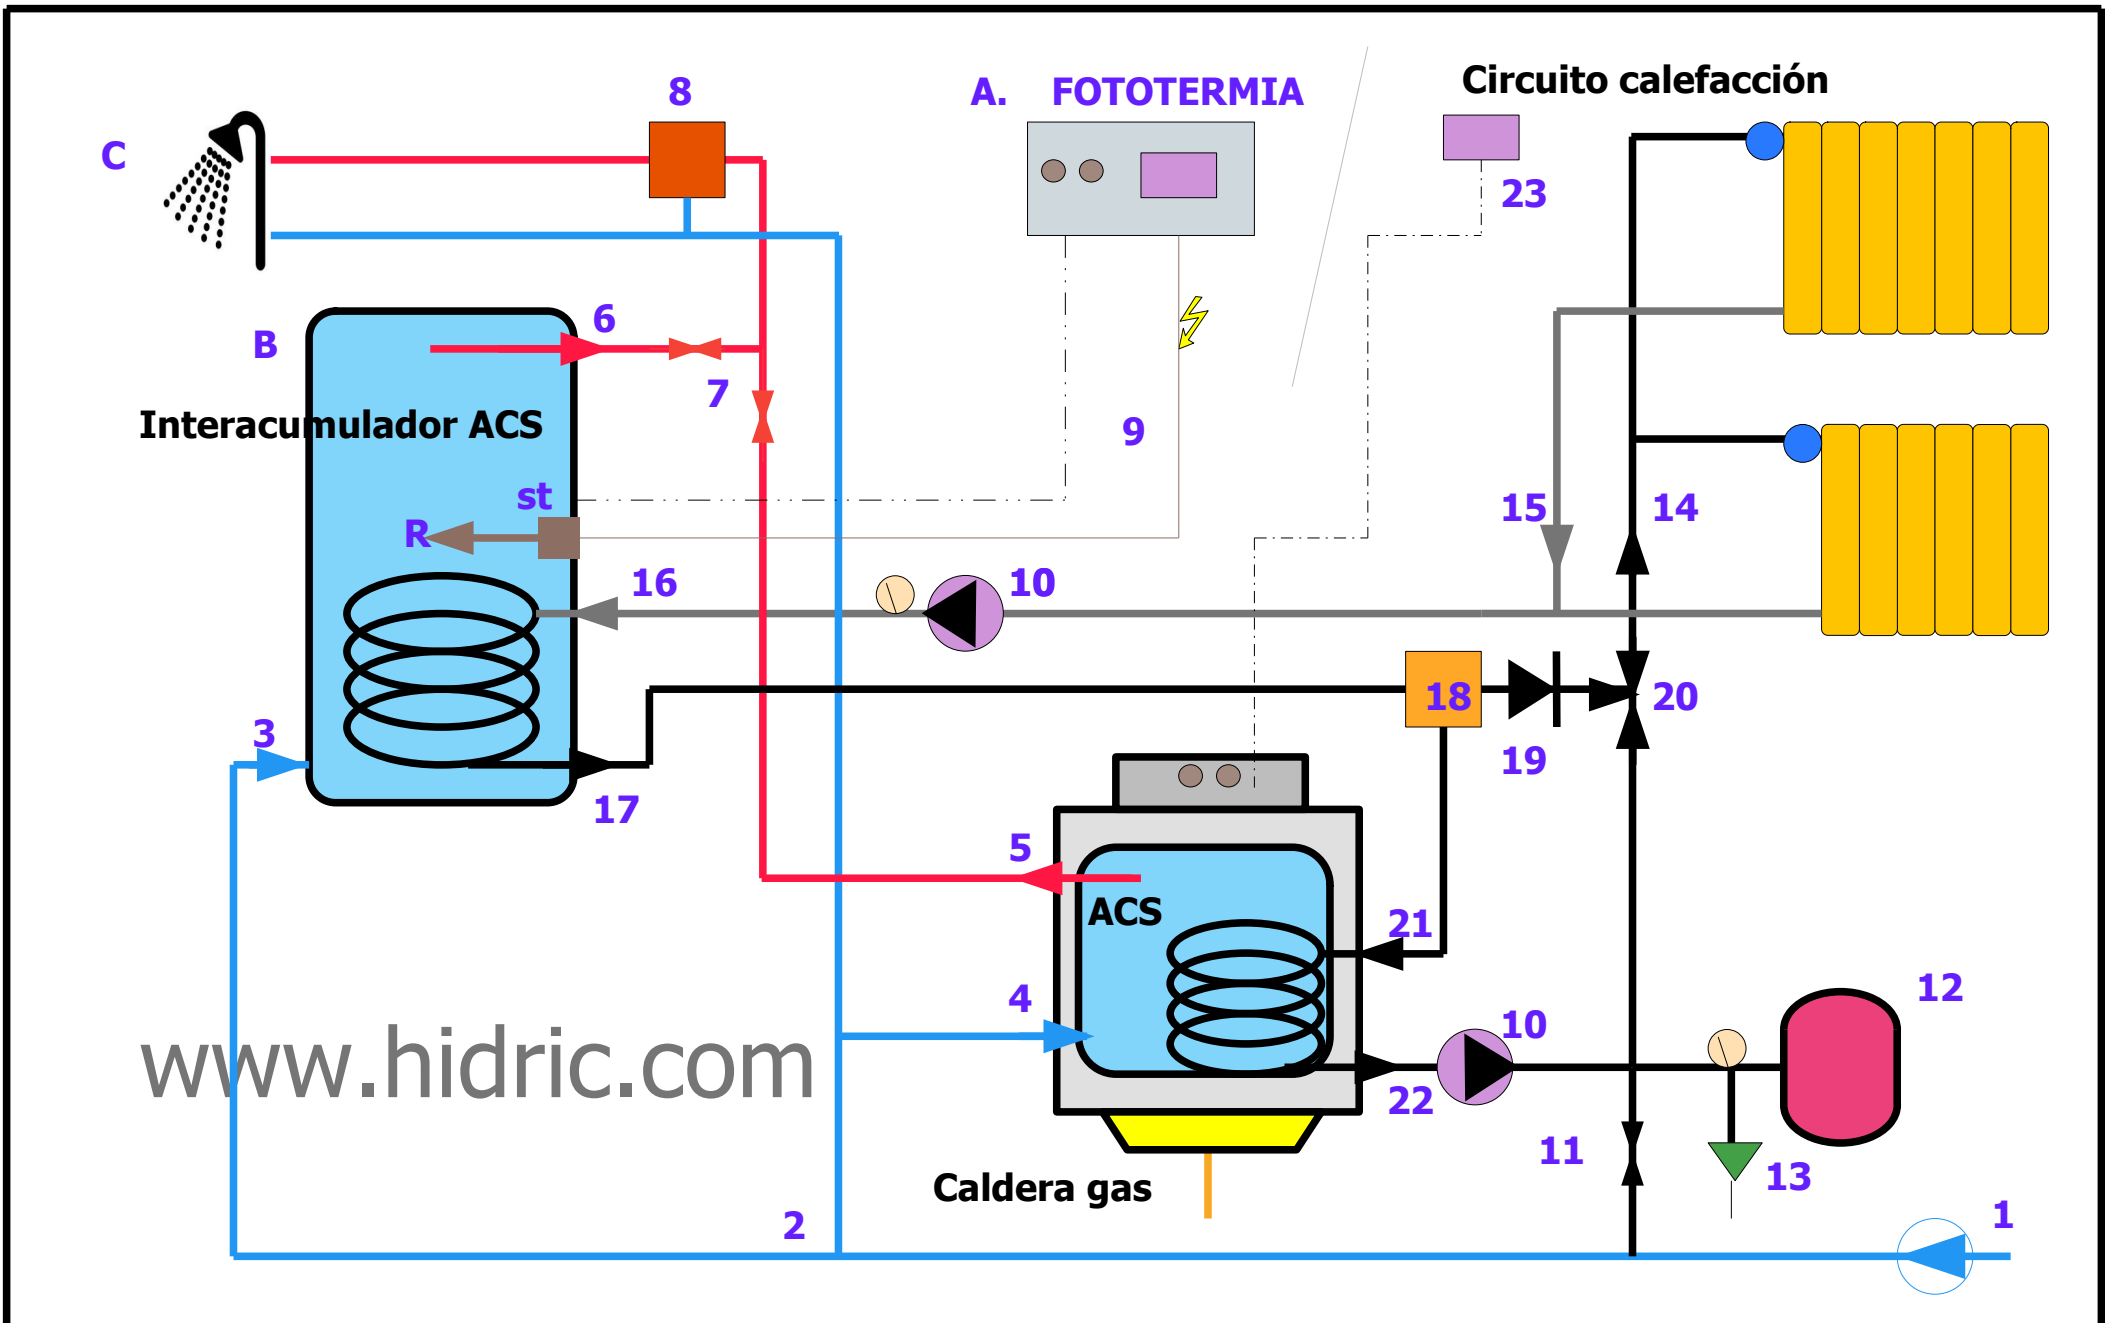 8
A. FOTOTERMIA
Circuito calefacción
C
23
B
6
7
Interacumulador ACS
9
st
R
15
14
16
10
18
20
3
19
17
5
ACS
21
4
10
12
www.hidric.com
22
11
13
Caldera gas
2
1